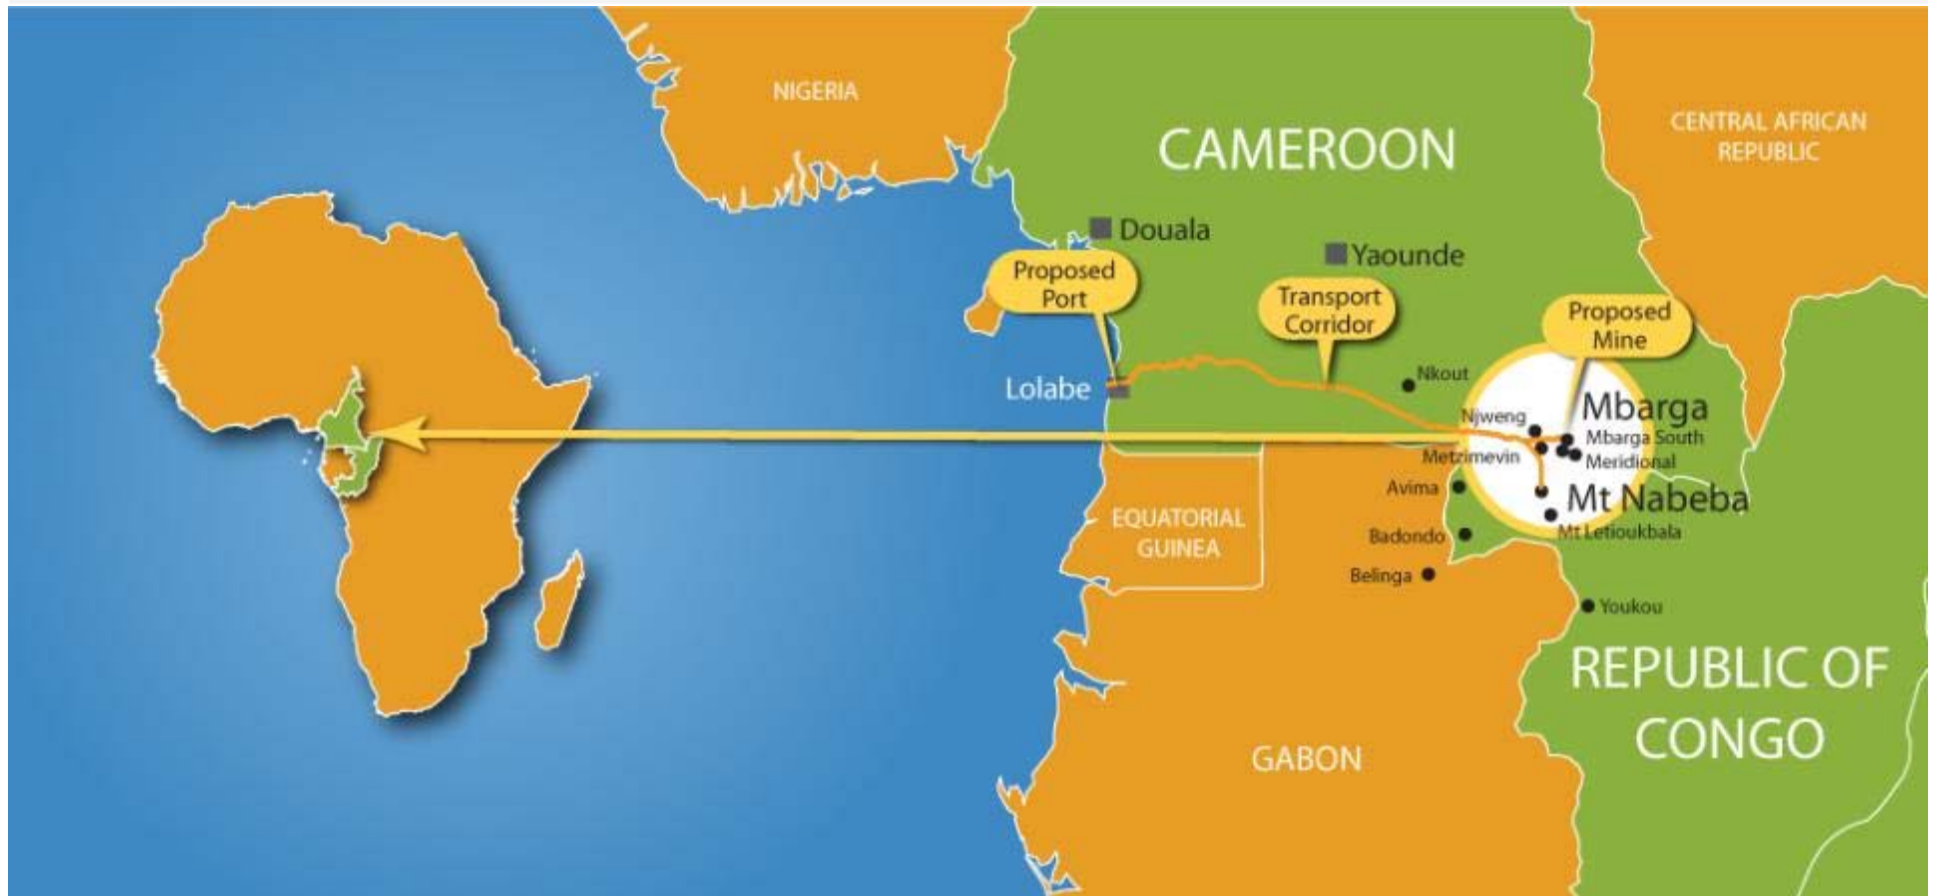 NIGERIA
CAMEROON
CENTRAL AFRICAN
REPUBLIC
Douala
Yaounde
Proposed
Port
Transport
Corridor
Proposed
Mine
Lolabe
Nkout
Mbarga
Njweng
Mbarga South
Metzimevin
Meridional
Avima
Mt Nabeba
EQUATORIAL
GUINEA
Badondo
Mt Letioukbala
Belinga
Youkou
REPUBLIC OF
CONGO
GABON